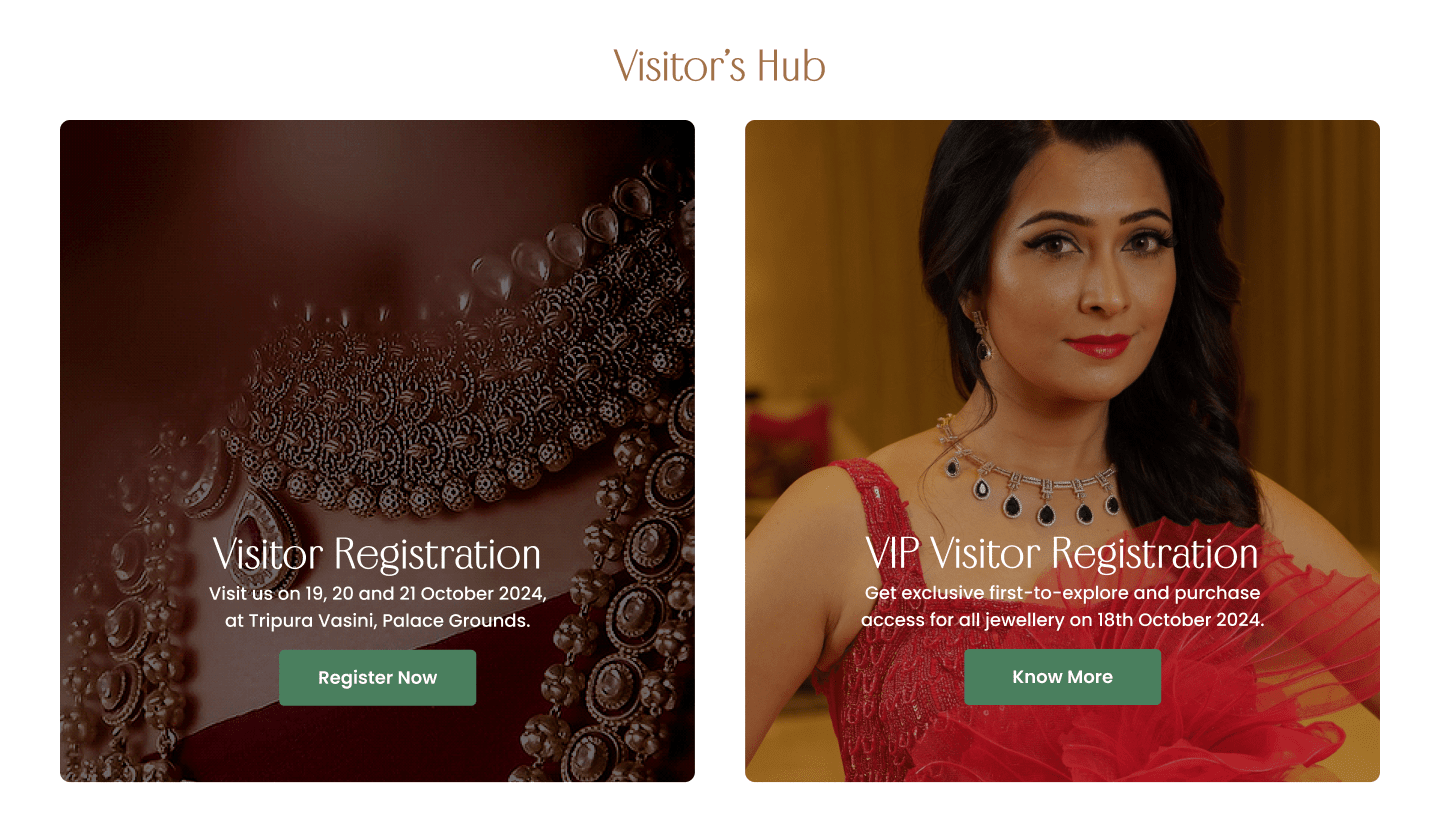 Visitor’s Hub
Visitor Registration
Visit us on 19, 20 and 21 October 2024,
at Tripura Vasini, Palace Grounds.
Register Now
VIP Visitor Registration
Get exclusive first-to-explore and purchase
access for all jewellery on 18th October 2024.
Know More